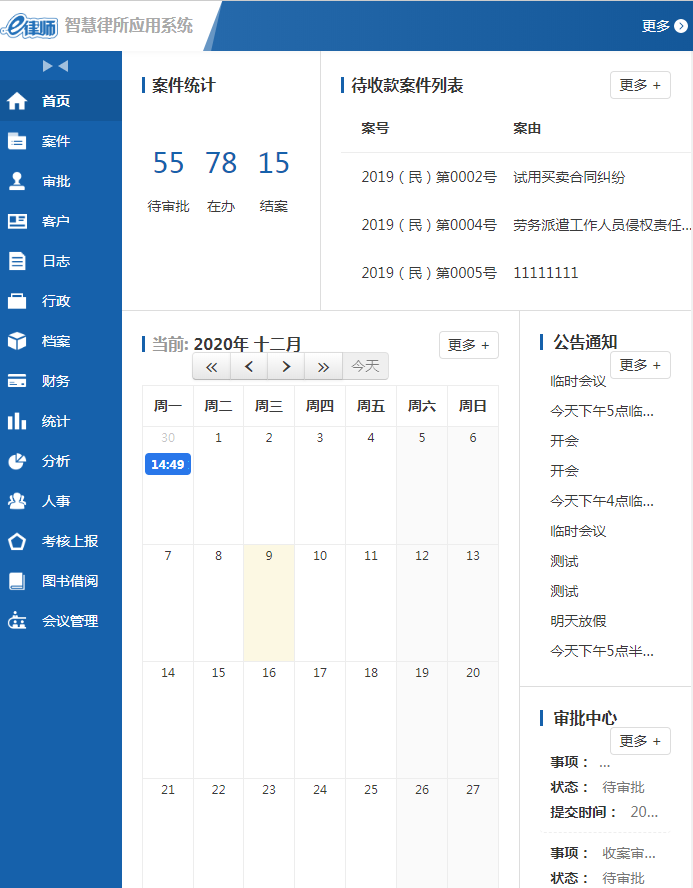 e律师 智慧律所应用系统
更多
首页
案件
审批
客户
日志
行政
档案
财务
统计
分析
人事
考核上报
图书借阅
会议管理
案件统计
55 78 15
待审批 在办 结案
待收款案件列表
更多 +
案号 案由
2019（民）第0002号 试用买卖合同纠纷
2019（民）第0004号 劳务派遣工作人员侵权责任...
2019（民）第0005号 11111111
当前: 2020年 十二月
更多 +
今天
周一 周二 周三 周四 周五 周六 周日
30 1 2 3 4 5 6
14:49
7 8 9 10 11 12 13
14 15 16 17 18 19 20
21 22 23 24 25 26 27
公告通知
更多 +
临时会议
今天下午5点临...
开会
开会
今天下午4点临...
临时会议
测试
测试
明天放假
今天下午5点半...
审批中心
更多 +
事项： ...
状态： 待审批
提交时间： 20...
事项： 收案审...
状态： 待审批